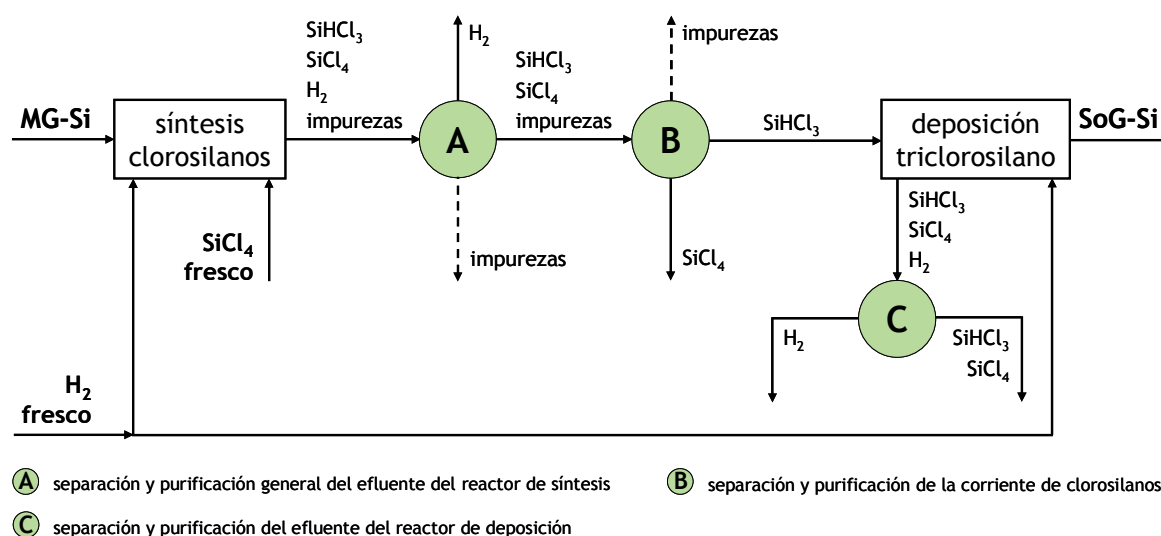 SiHCl₃
SiCl₄
H₂
impurezas
H₂
impurezas
SiHCl₃
SiCl₄
impurezas
MG-Si
síntesis
clorosilanos
A
B
SiHCl₃
deposición
triclorosilano
SoG-Si
SiCl₄
fresco
impurezas
SiCl₄
SiHCl₃
SiCl₄
H₂
C
H₂
SiHCl₃
SiCl₄
H₂
fresco
A separación y purificación general del efluente del reactor de síntesis
B separación y purificación de la corriente de clorosilanos
C separación y purificación del efluente del reactor de deposición